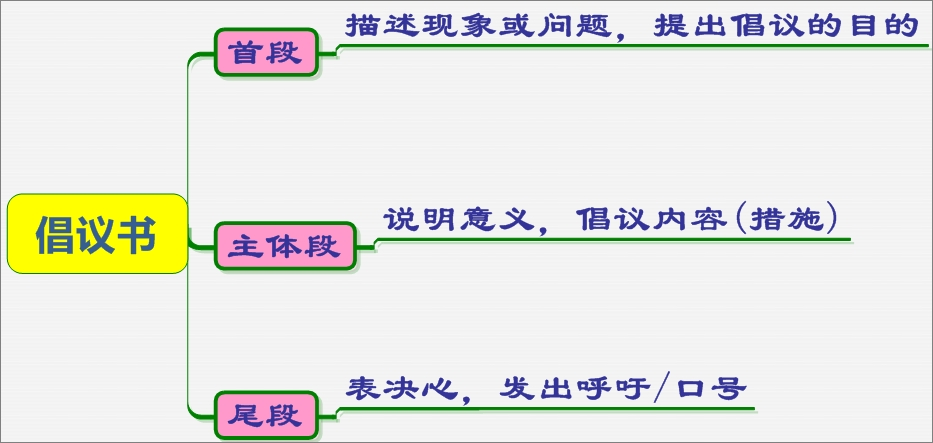 首段
描述现象或问题，提出倡议的目的
倡议书
主体段
说明意义，倡议内容(措施)
尾段
表决心，发出呼吁/口号